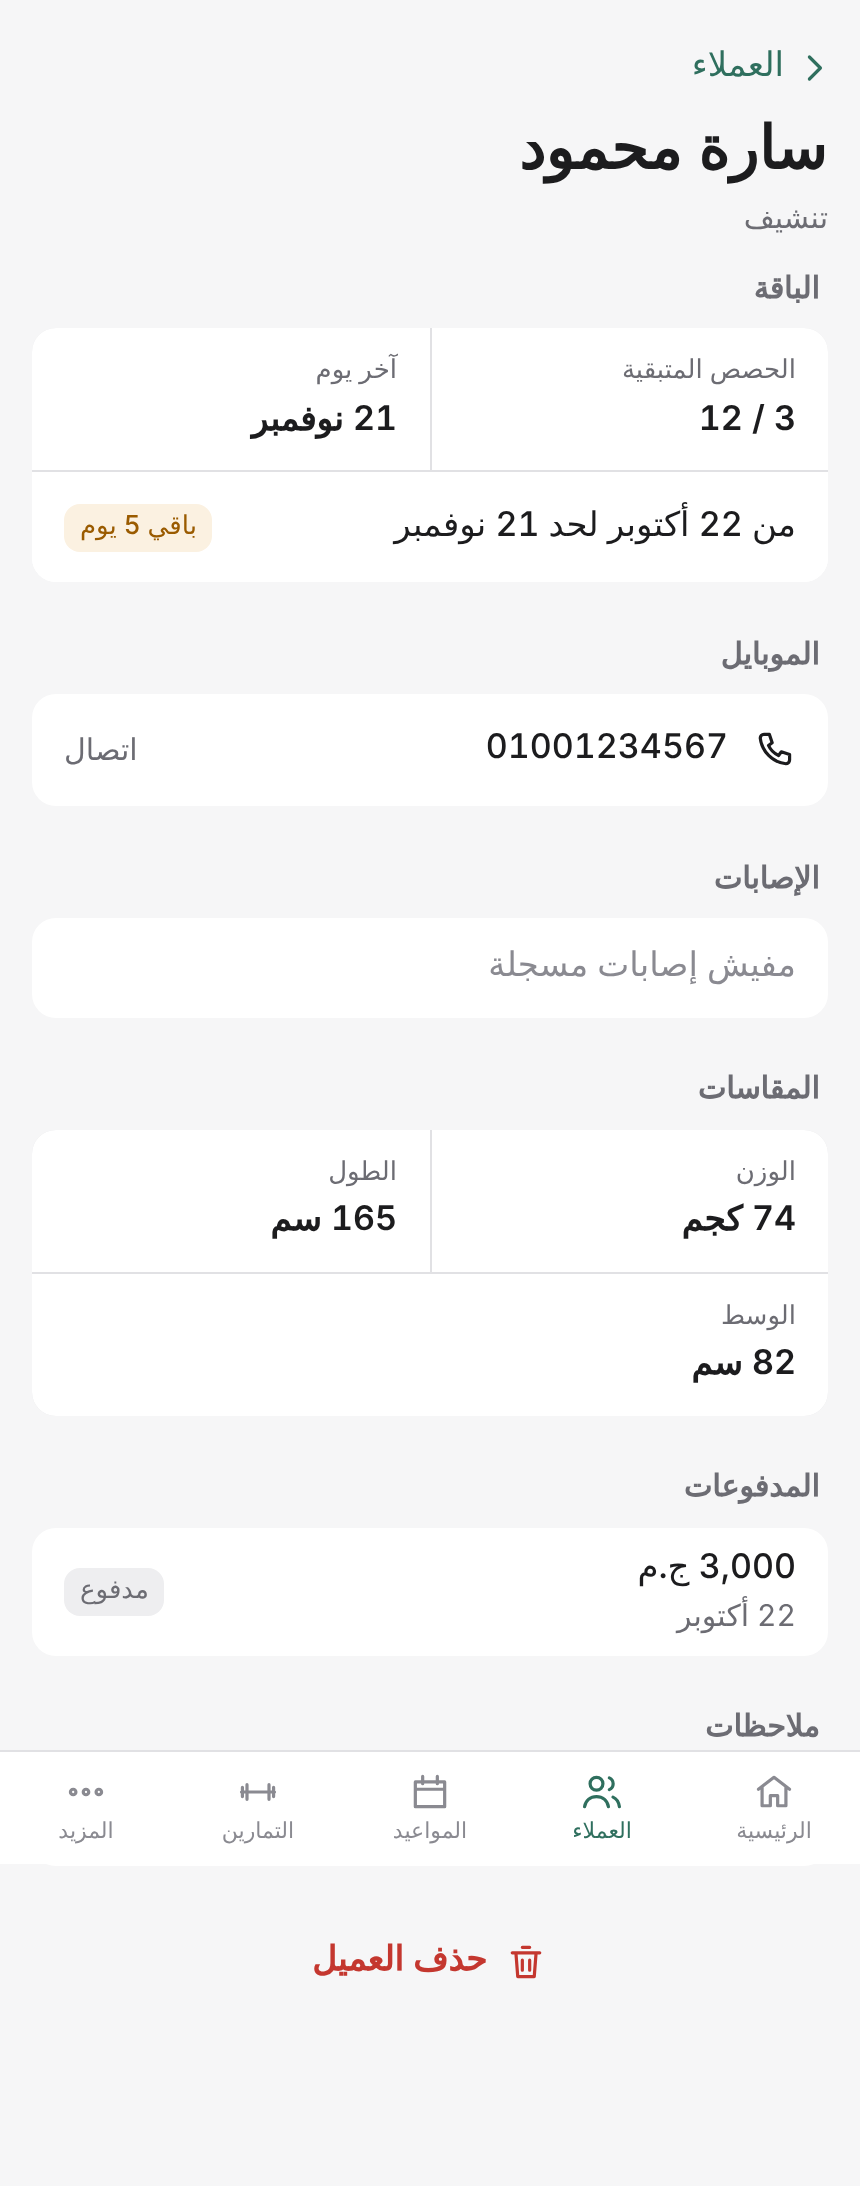 العملاء
سارة محمود
تنشيف
الباقة
الحصص المتبقية
3 / 12
آخر يوم
21 نوفمبر
من 22 أكتوبر لحد 21 نوفمبر
باقي 5 يوم
الموبايل
01001234567
اتصال
الإصابات
مفيش إصابات مسجلة
المقاسات
الوزن
74 كجم
الطول
165 سم
الوسط
82 سم
المدفوعات
3,000 ج.م
22 أكتوبر
مدفوع
ملاحظات
الرئيسية
العملاء
المواعيد
التمارين
المزيد
حذف العميل